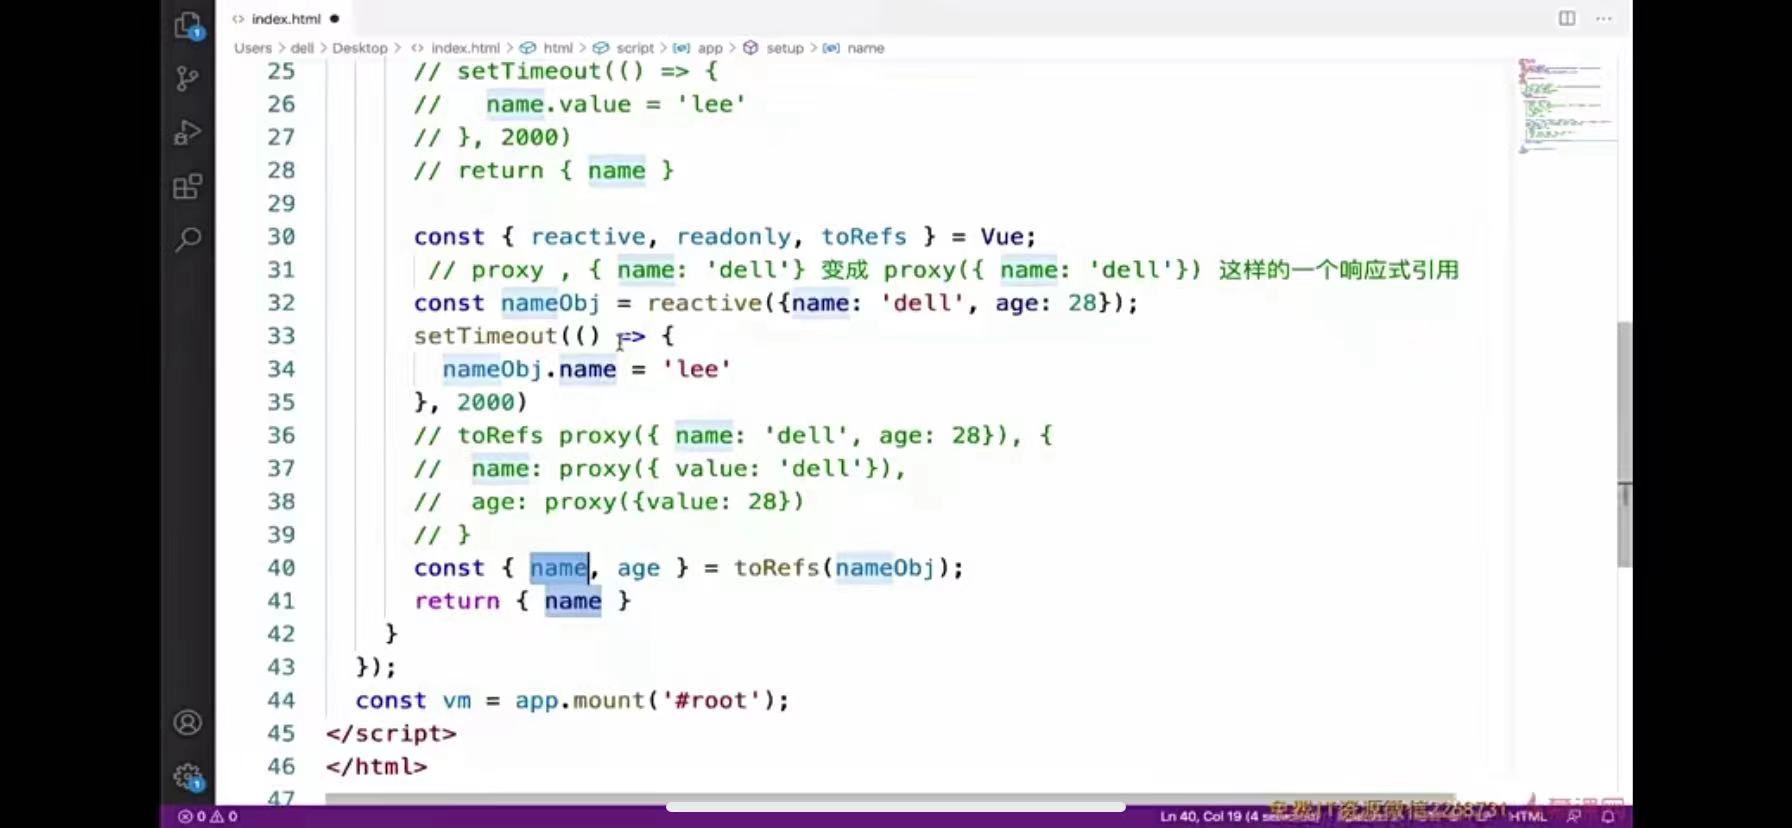 index.html
Users > dell > Desktop > index.html > html > script > app > setup > name
25 // setTimeout(() => {
26 //   name.value = 'lee'
27 // }, 2000)
28 // return { name }
29
30 const { reactive, readonly, toRefs } = Vue;
31 // proxy , { name: 'dell'} 变成 proxy({ name: 'dell'}) 这样的一个响应式引用
32 const nameObj = reactive({name: 'dell', age: 28});
33 setTimeout(() => {
34   nameObj.name = 'lee'
35 }, 2000)
36 // toRefs proxy({ name: 'dell', age: 28}), {
37 //  name: proxy({ value: 'dell'}),
38 //  age: proxy({value: 28})
39 // }
40 const { name, age } = toRefs(nameObj);
41 return { name }
42 }
43 });
44 const vm = app.mount('#root');
45 </script>
46 </html>
47
0 0 Ln 40, Col 19 (4 HTML